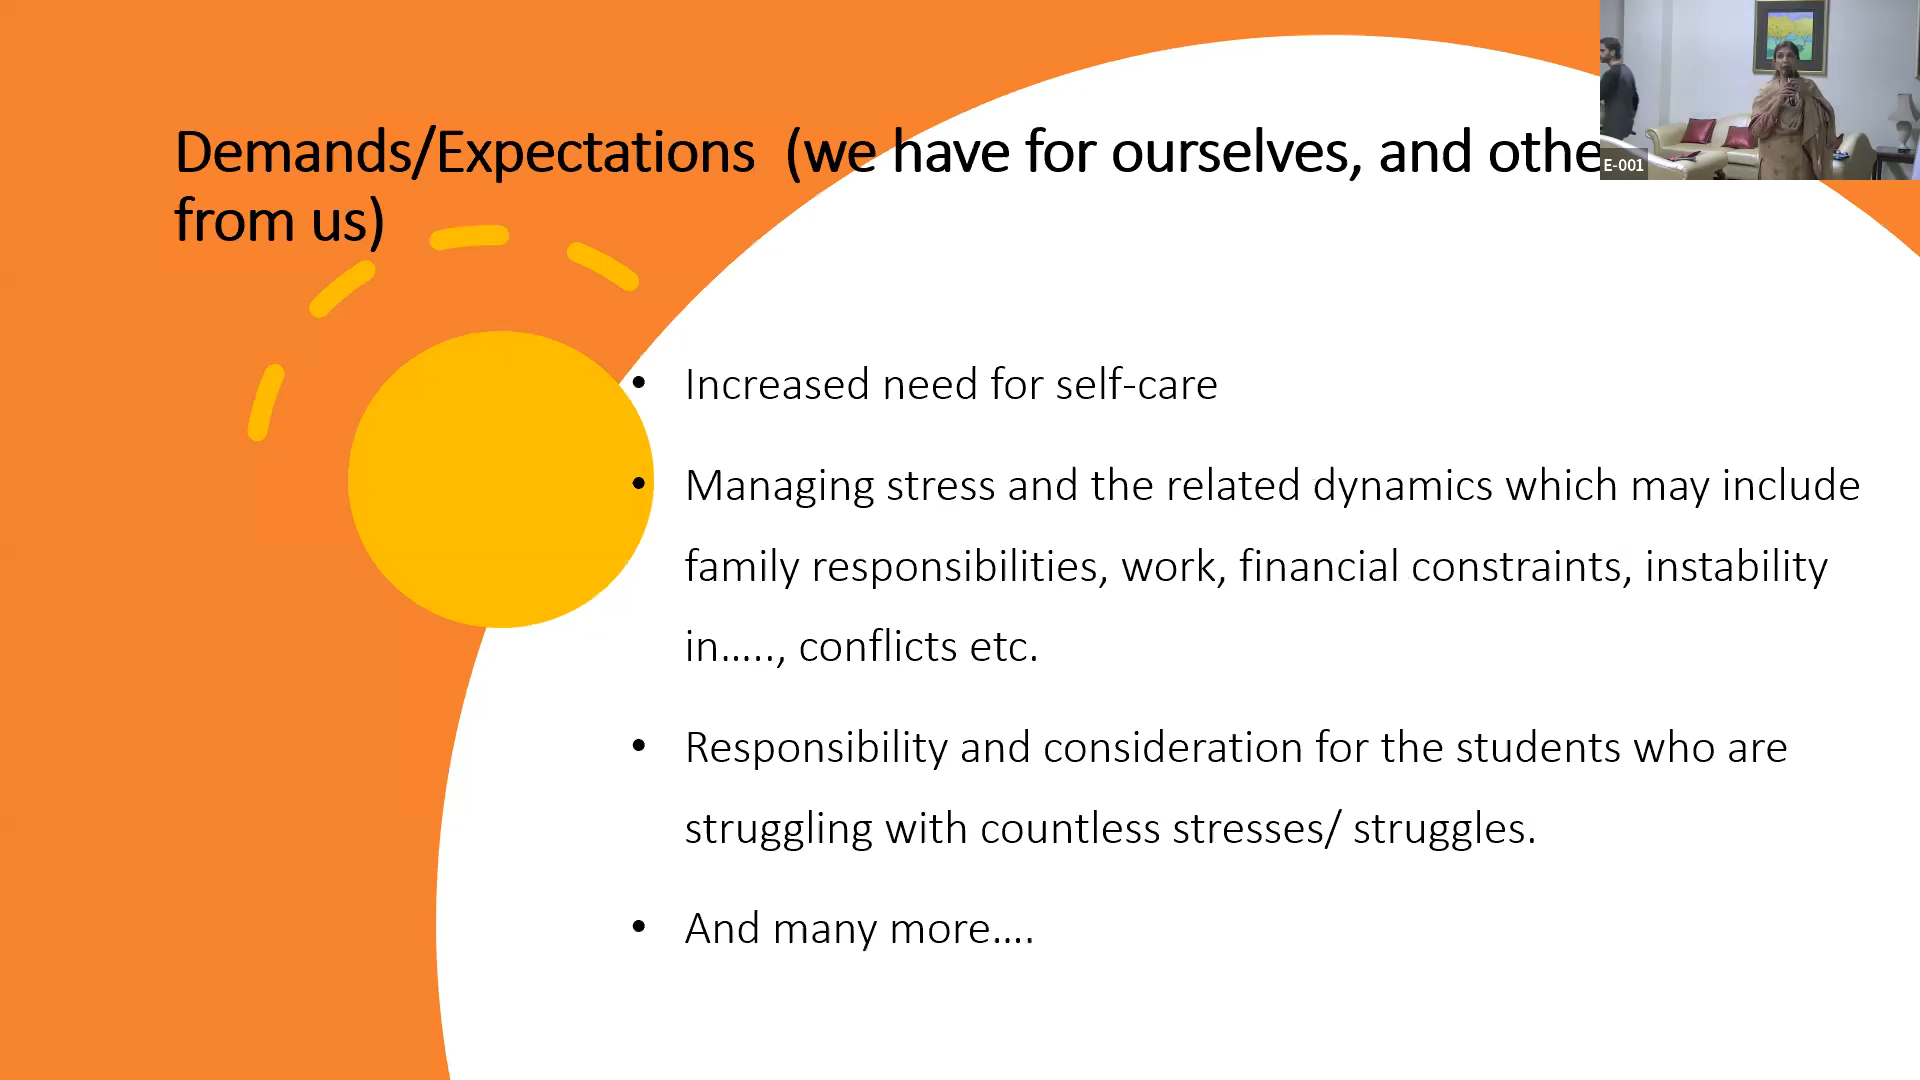 Demands/Expectations (we have for ourselves, and othe
from us)
E-001
• Increased need for self-care
• Managing stress and the related dynamics which may include
family responsibilities, work, financial constraints, instability
in….., conflicts etc.
• Responsibility and consideration for the students who are
struggling with countless stresses/ struggles.
• And many more….